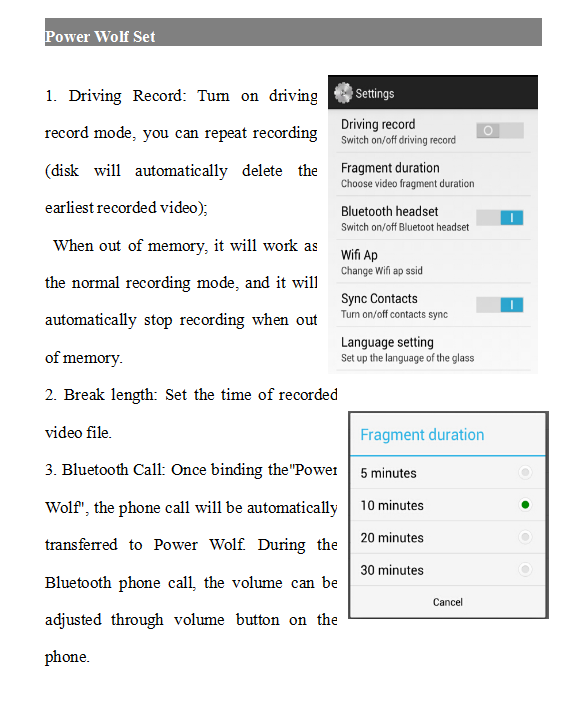 Power Wolf Set
1. Driving Record: Turn on driving
record mode, you can repeat recording
(disk will automatically delete the
earliest recorded video);
When out of memory, it will work as
the normal recording mode, and it will
automatically stop recording when out
of memory.
2. Break length: Set the time of recorded
video file.
3. Bluetooth Call: Once binding the"Power
Wolf", the phone call will be automatically
transferred to Power Wolf. During the
Bluetooth phone call, the volume can be
adjusted through volume button on the
phone.
Settings
Driving record
Switch on/off driving record
Fragment duration
Choose video fragment duration
Bluetooth headset
Switch on/off Bluetoot headset
Wifi Ap
Change Wifi ap ssid
Sync Contacts
Turn on/off contacts sync
Language setting
Set up the language of the glass
Fragment duration
5 minutes
10 minutes
20 minutes
30 minutes
Cancel